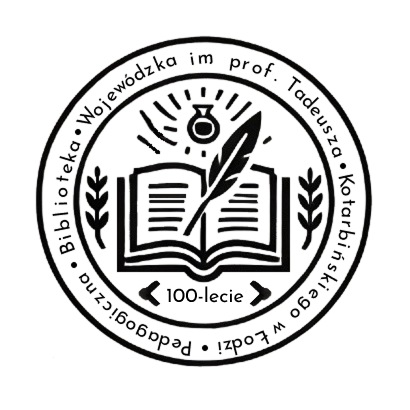 Pedagogiczna • Biblioteka • Wojewódzka im prof. Tadeusza • Kotarbińskiego w Łodzi •
100-lecie